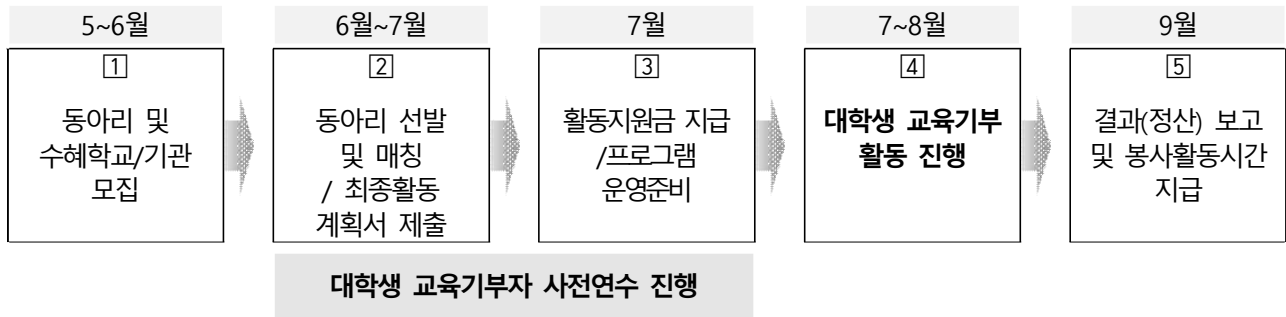 5~6월
1
동아리 및
수혜학교/기관
모집
6월~7월
2
동아리 선발
및 매칭
/ 최종활동
계획서 제출
7월
3
활동지원금 지급
/프로그램
운영준비
7~8월
4
대학생 교육기부
활동 진행
9월
5
결과(정산) 보고
및 봉사활동시간
지급
대학생 교육기부자 사전연수 진행